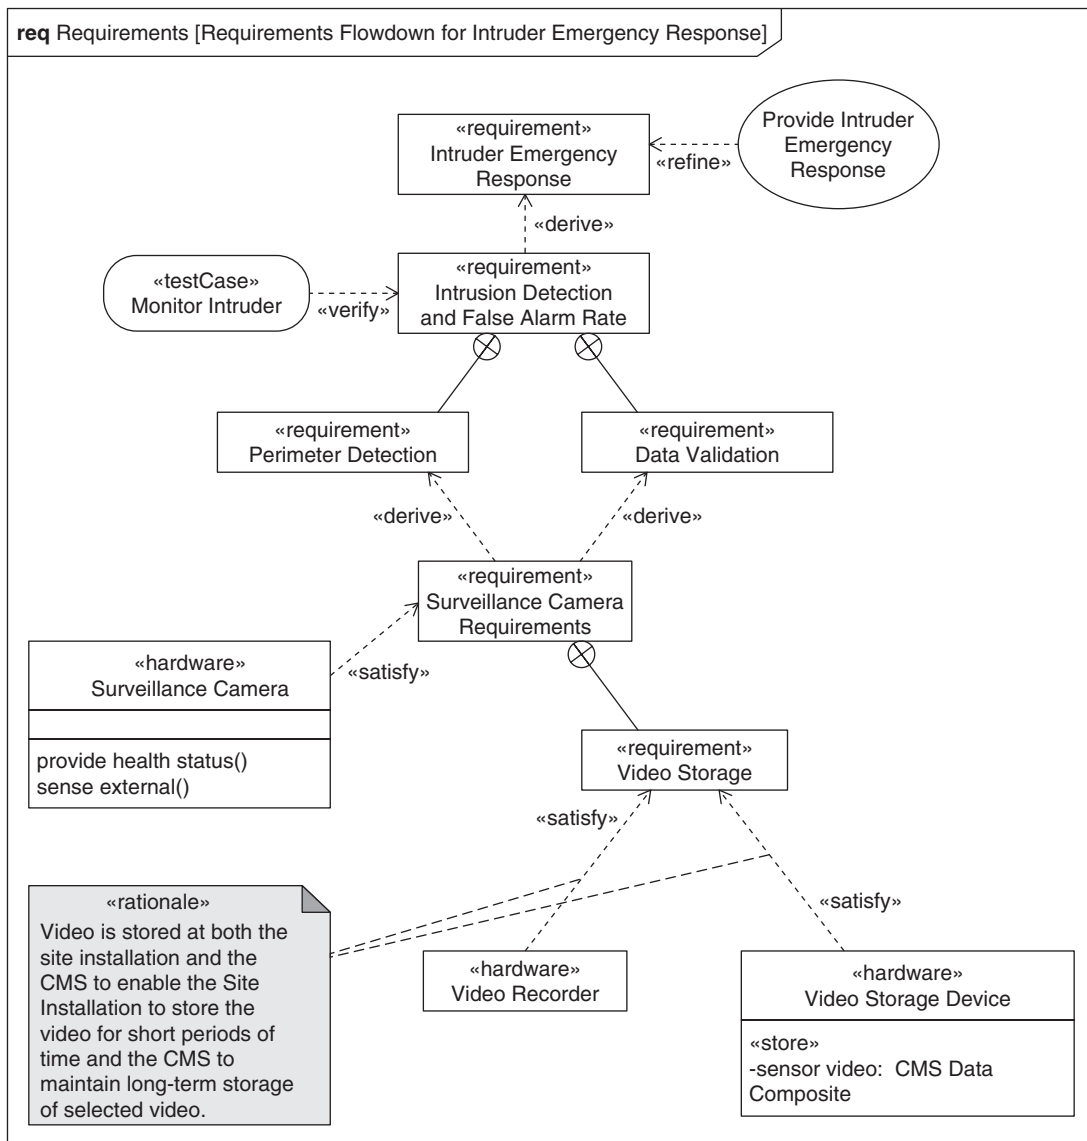 req Requirements [Requirements Flowdown for Intruder Emergency Response]
«requirement»
Intruder Emergency
Response
Provide Intruder
Emergency
Response
«refine»
«derive»
«testCase»
Monitor Intruder
«verify»
«requirement»
Intrusion Detection
and False Alarm Rate
«requirement»
Perimeter Detection
«requirement»
Data Validation
«derive»
«derive»
«requirement»
Surveillance Camera
Requirements
«hardware»
Surveillance Camera
provide health status()
sense external()
«satisfy»
«requirement»
Video Storage
«satisfy»
«satisfy»
«rationale»
Video is stored at both the
site installation and the
CMS to enable the Site
Installation to store the
video for short periods of
time and the CMS to
maintain long-term storage
of selected video.
«hardware»
Video Recorder
«hardware»
Video Storage Device
«store»
-sensor video:  CMS Data
Composite